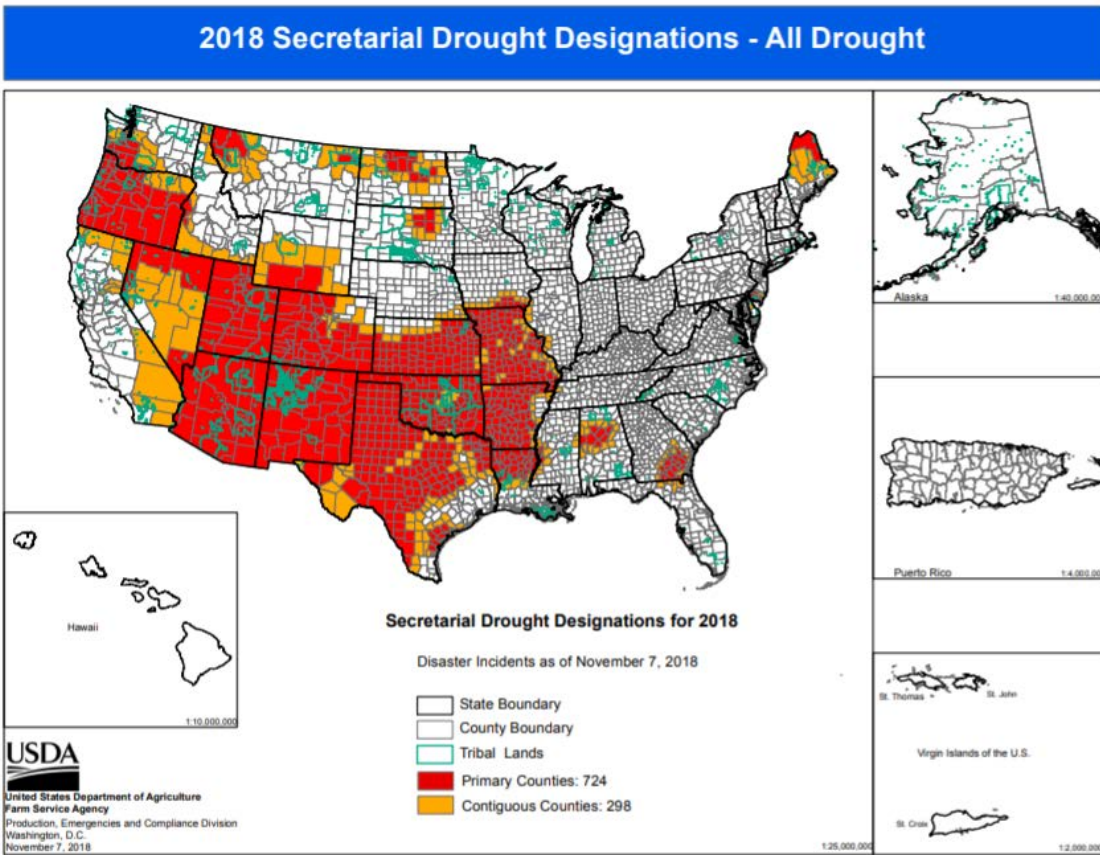 2018 Secretarial Drought Designations - All Drought
Alaska
1:40,000,000
Puerto Rico
1:4,000,000
Hawaii
1:10,000,000
Secretarial Drought Designations for 2018
Disaster Incidents as of November 7, 2018
State Boundary
County Boundary
Tribal Lands
Primary Counties: 724
Contiguous Counties: 298
USDA
United States Department of Agriculture
Farm Service Agency
Production, Emergencies and Compliance Division
Washington, D.C.
November 7, 2018
1:25,000,000
St. Thomas
St. John
Virgin Islands of the U.S.
St. Croix
1:2,000,000